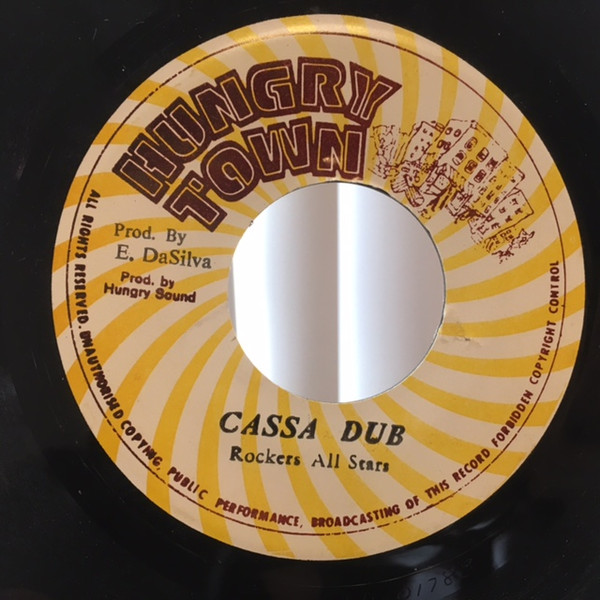 HUNGRY
TOWN
Prod. By
E. DaSilva
Prod. by
Hungry Sound
CASSA DUB
Rockers All Stars
ALL RIGHTS RESERVED. UNAUTHORISED COPYING, PUBLIC PERFORMANCE, BROADCASTING OF THIS RECORD FORBIDDEN COPYRIGHT CONTROL